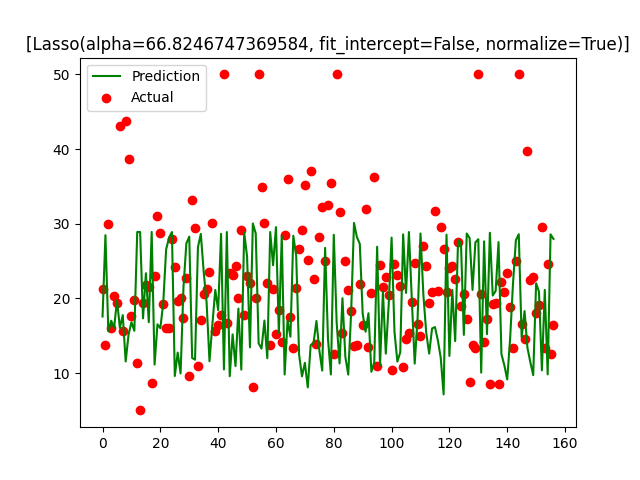 [Lasso(alpha=66.8246747369584, fit_intercept=False, normalize=True)]
Prediction
Actual
50
40
30
20
10
0 20 40 60 80 100 120 140 160